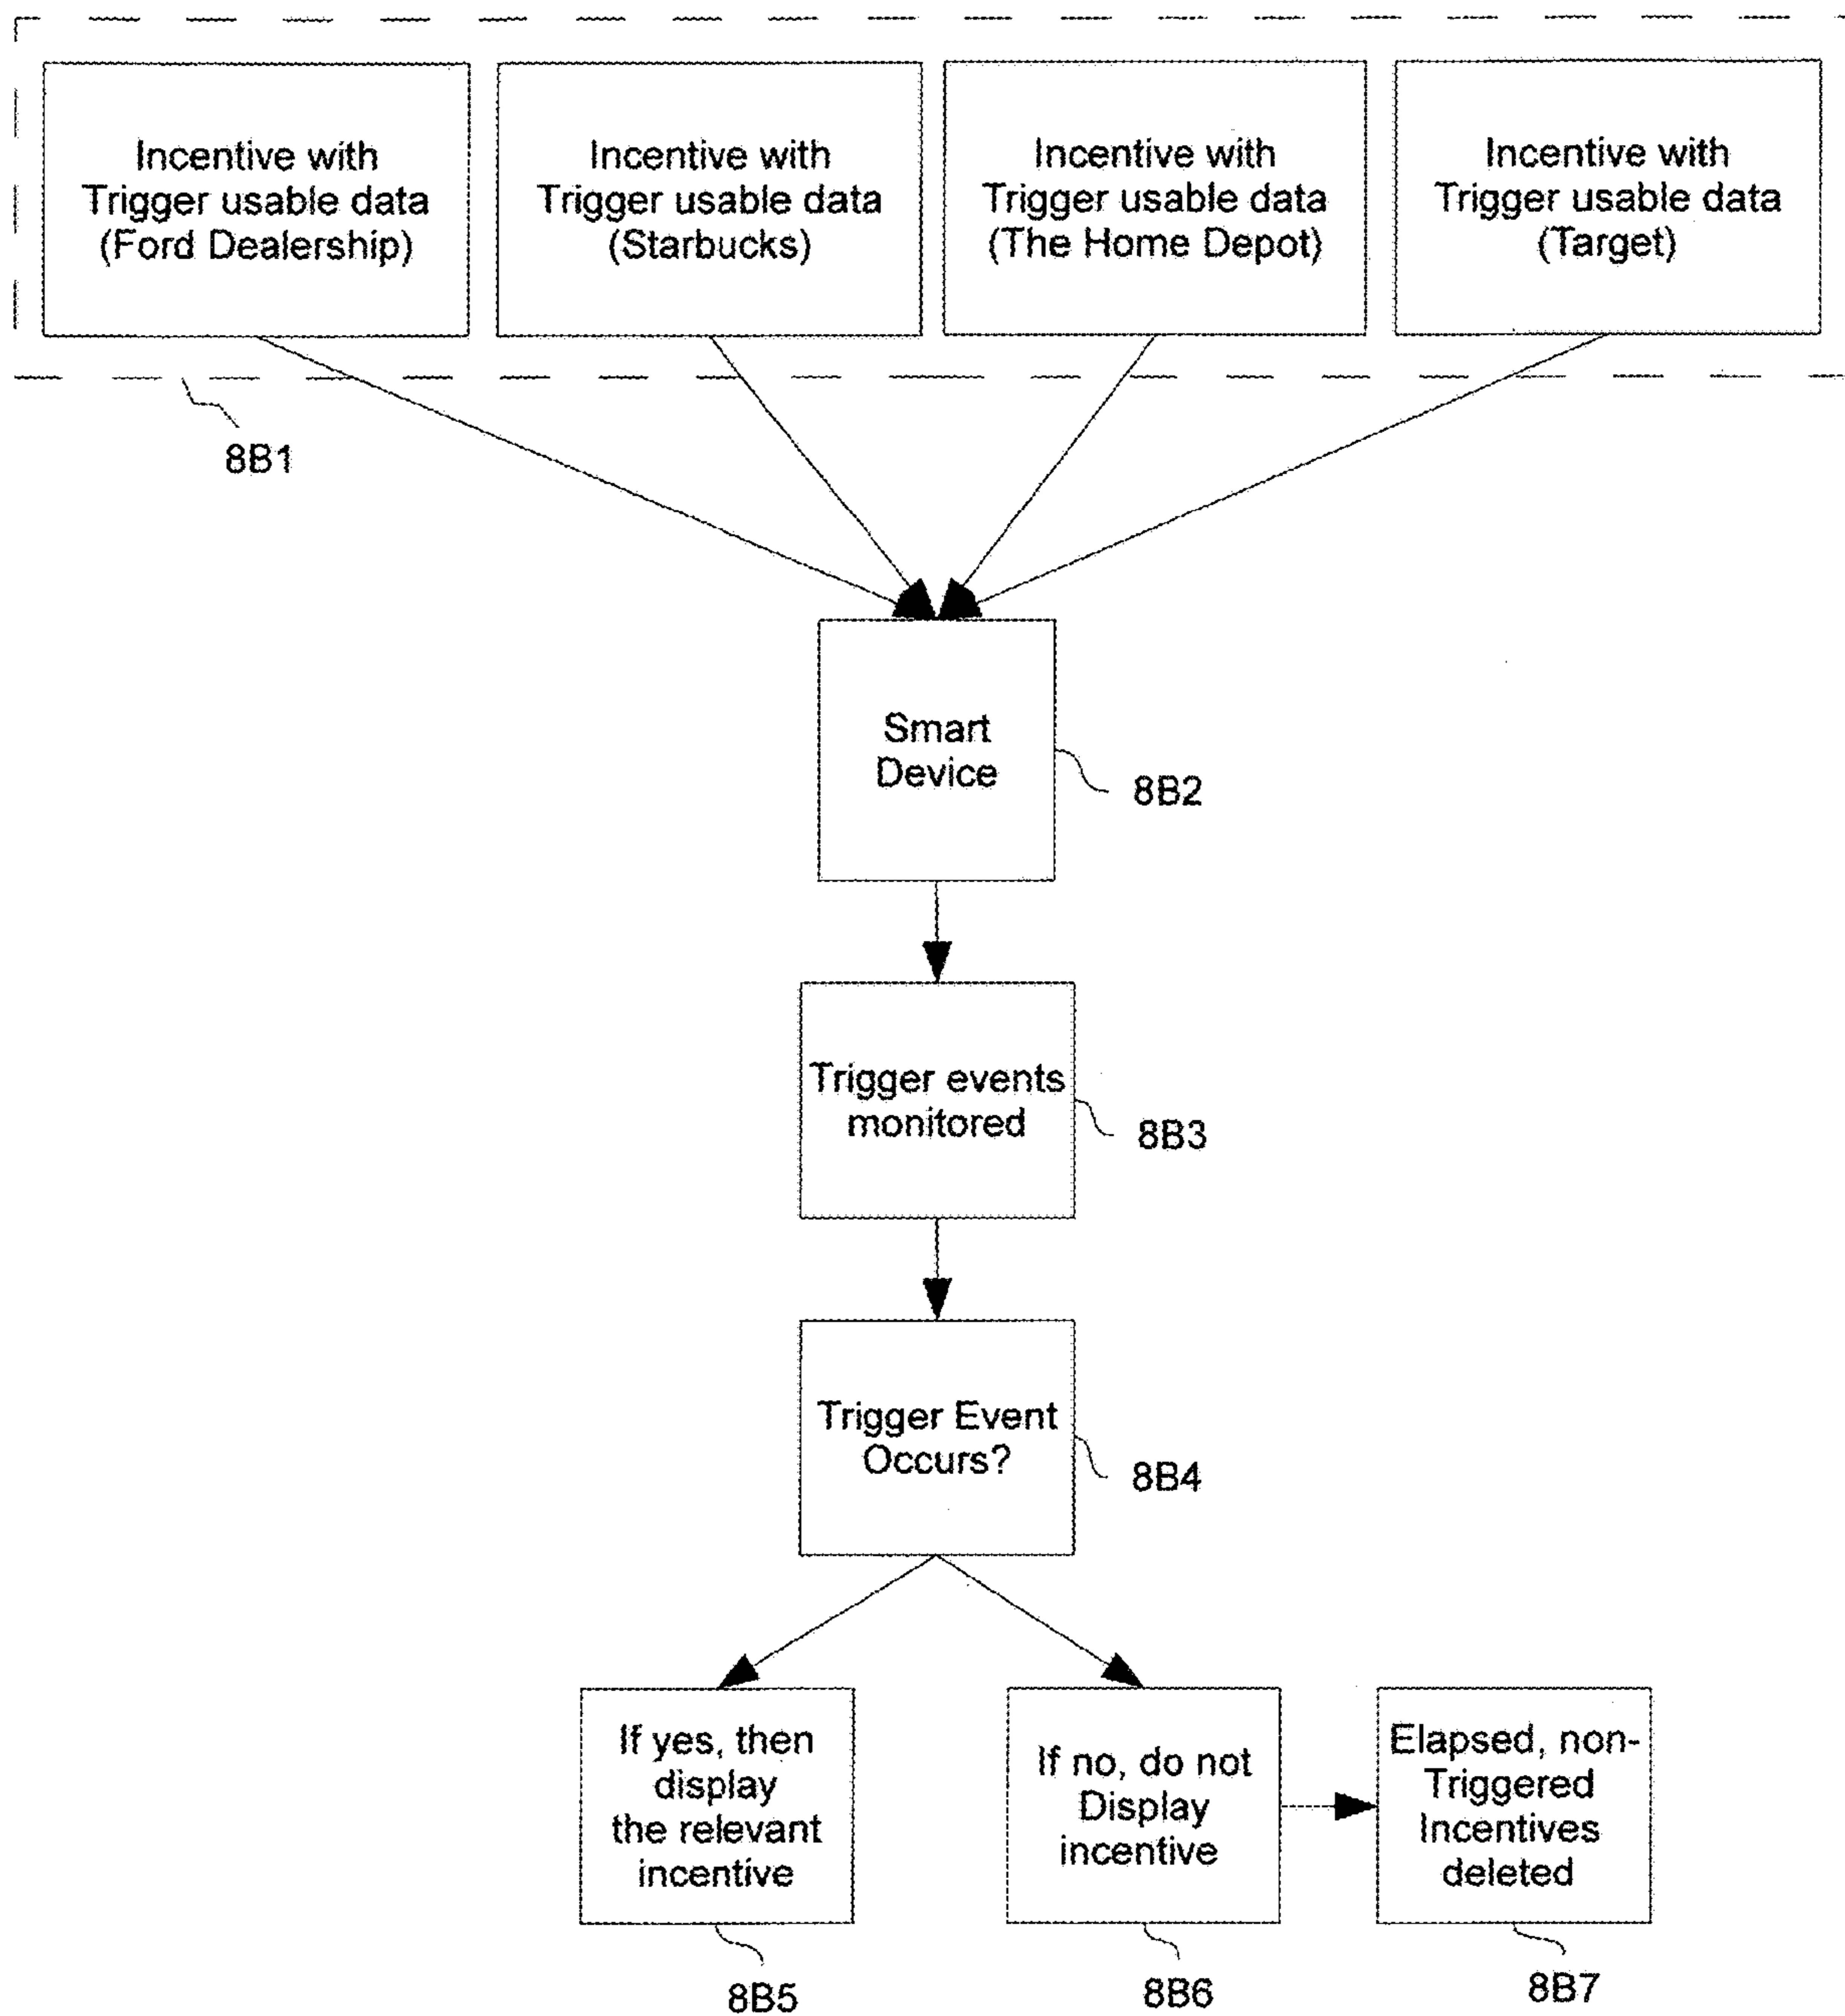 Incentive with
Trigger usable data
(Ford Dealership)
Incentive with
Trigger usable data
(Starbucks)
Incentive with
Trigger usable data
(The Home Depot)
Incentive with
Trigger usable data
(Target)
8B1
Smart
Device
8B2
Trigger events
monitored
8B3
Trigger Event
Occurs?
8B4
If yes, then
display
the relevant
incentive
8B5
If no, do not
Display
incentive
8B6
Elapsed, non-
Triggered
Incentives
deleted
8B7